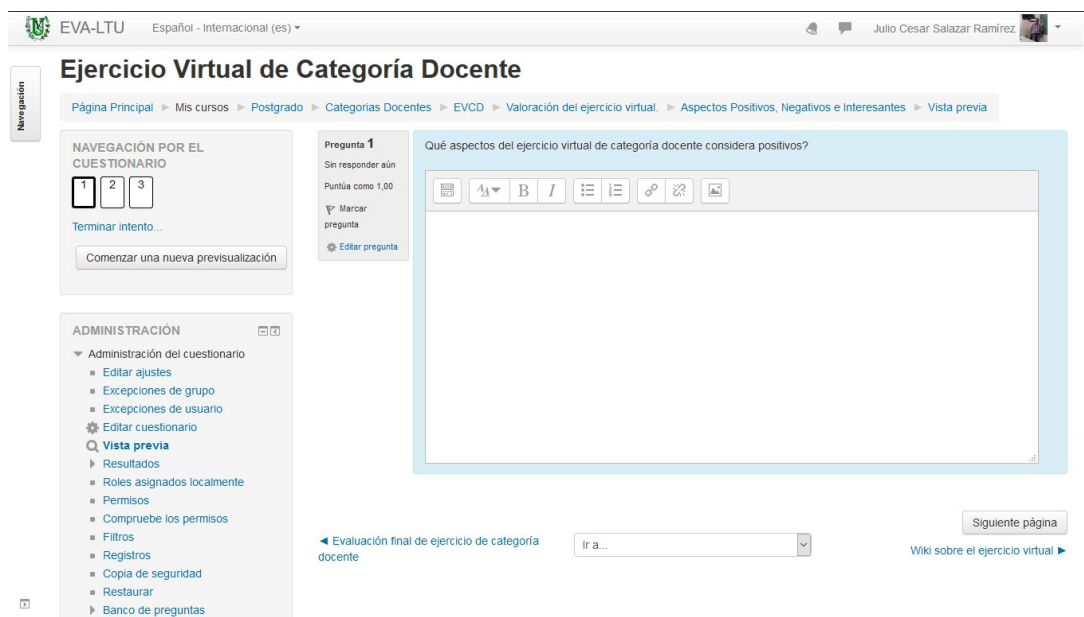 EVA-LTU Español - Internacional (es) Julio Cesar Salazar Ramírez
Navegación
Ejercicio Virtual de Categoría Docente
Página Principal Mis cursos Postgrado Categorias Docentes EVCD Valoración del ejercicio virtual. Aspectos Positivos, Negativos e Interesantes Vista previa
NAVEGACIÓN POR EL
CUESTIONARIO
1 2 3
Terminar intento...
Comenzar una nueva previsualización
ADMINISTRACIÓN
Administración del cuestionario
Editar ajustes
Excepciones de grupo
Excepciones de usuario
Editar cuestionario
Vista previa
Resultados
Roles asignados localmente
Permisos
Compruebe los permisos
Filtros
Registros
Copia de seguridad
Restaurar
Banco de preguntas
Pregunta 1
Sin responder aún
Puntúa como 1,00
Marcar
pregunta
Editar pregunta
Qué aspectos del ejercicio virtual de categoría docente considera positivos?
B I
Siguiente página
◄ Evaluación final de ejercicio de categoría
docente
Ir a...
Wiki sobre el ejercicio virtual ►